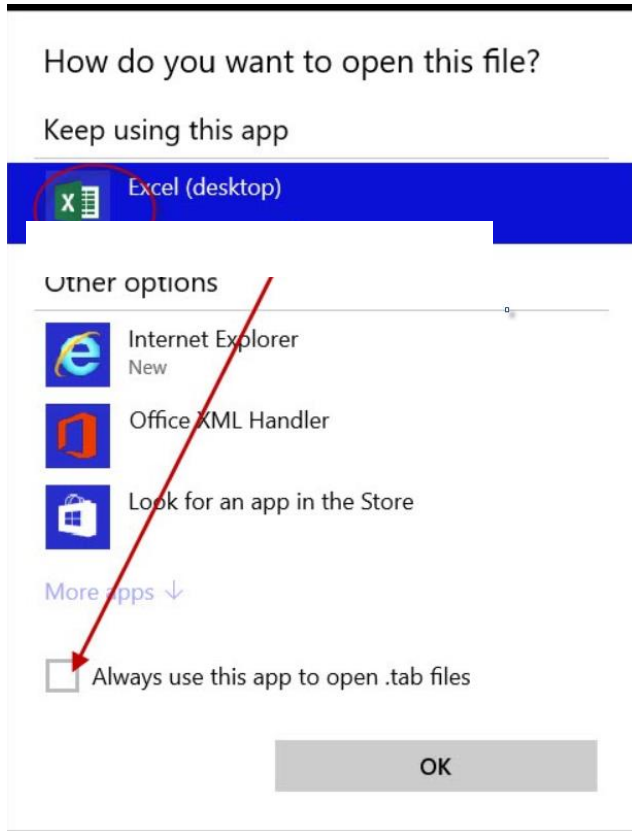 How do you want to open this file?
Keep using this app
Excel (desktop)
Other options
Internet Explorer
New
Office XML Handler
Look for an app in the Store
More apps ↓
Always use this app to open .tab files
OK